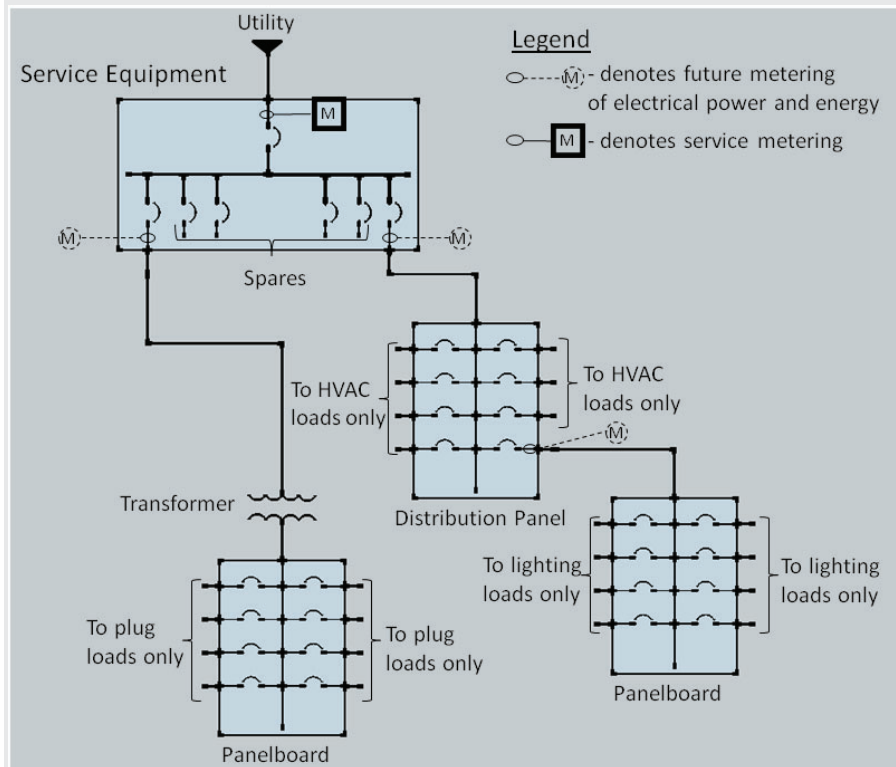 Utility
Legend
Service Equipment
M - denotes future metering
of electrical power and energy
M
M - denotes service metering
M
M
Spares
To HVAC
loads only
To HVAC
loads only
M
Transformer
Distribution Panel
To lighting
loads only
To lighting
loads only
To plug
loads only
To plug
loads only
Panelboard
Panelboard